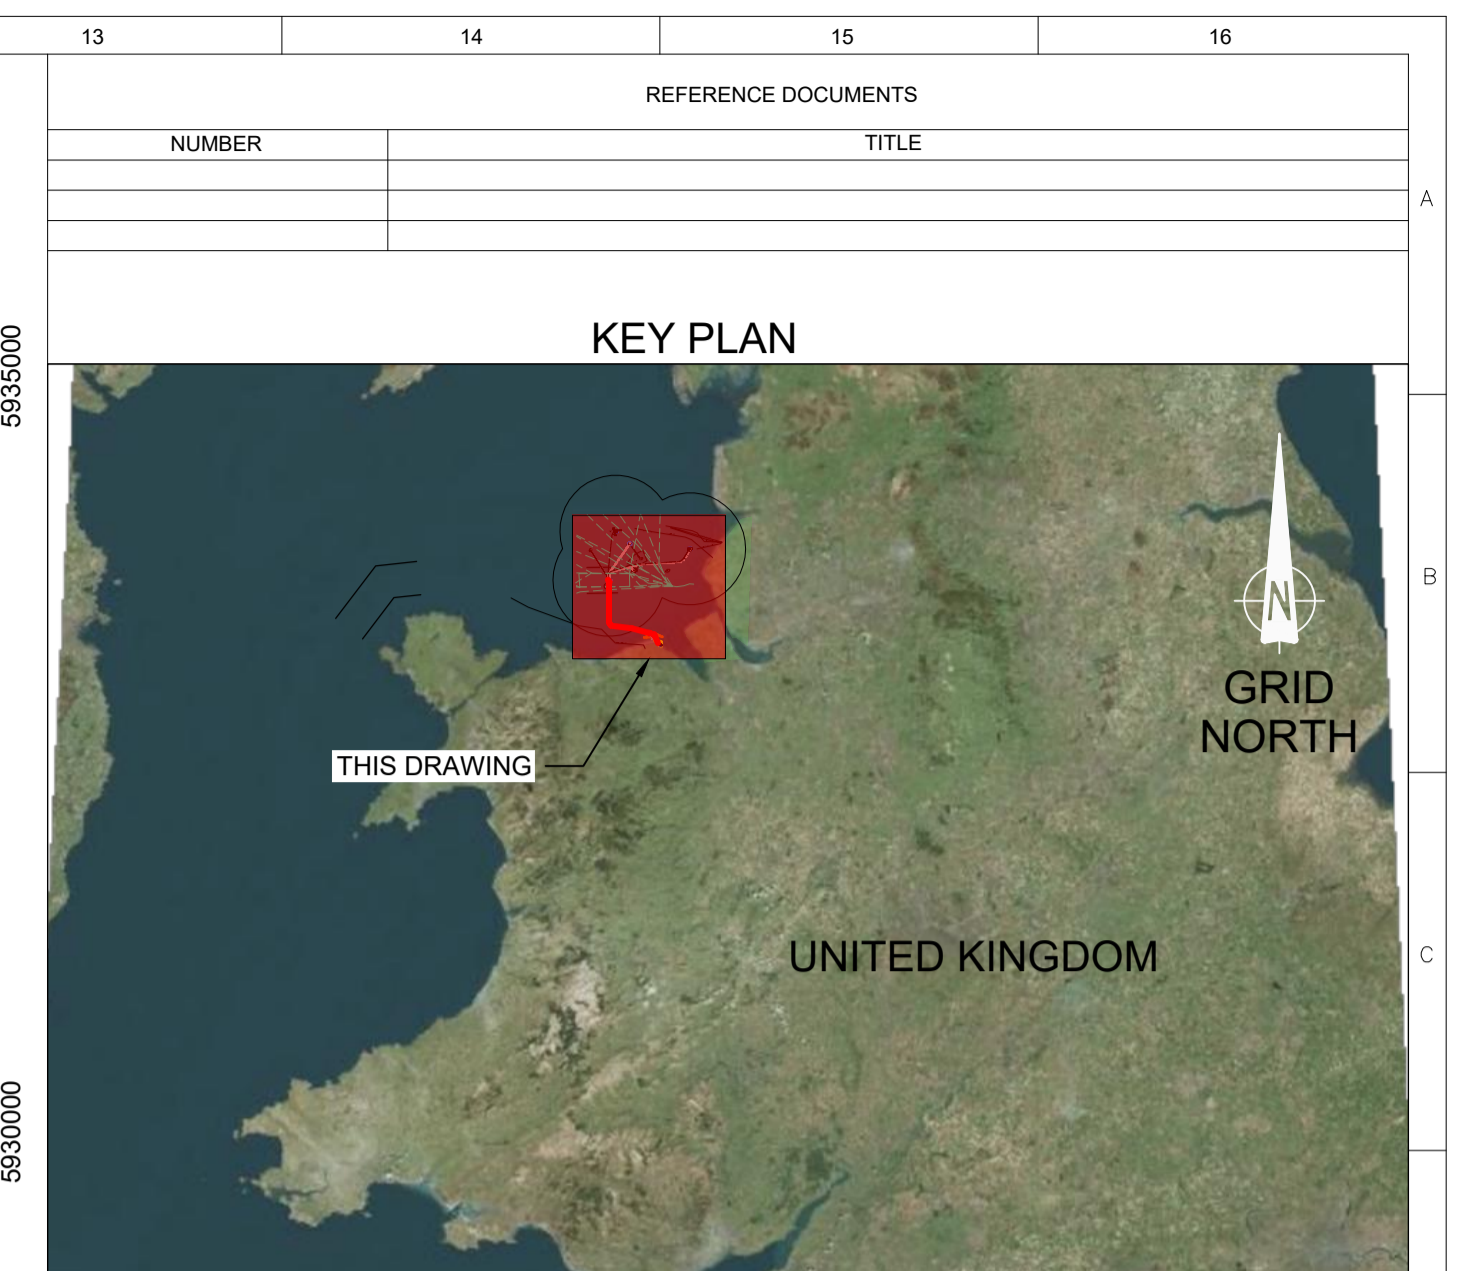 13 14 15 16
REFERENCE DOCUMENTS
NUMBER TITLE
A
KEY PLAN
5935000
B
N
GRID
NORTH
THIS DRAWING
UNITED KINGDOM
C
5930000